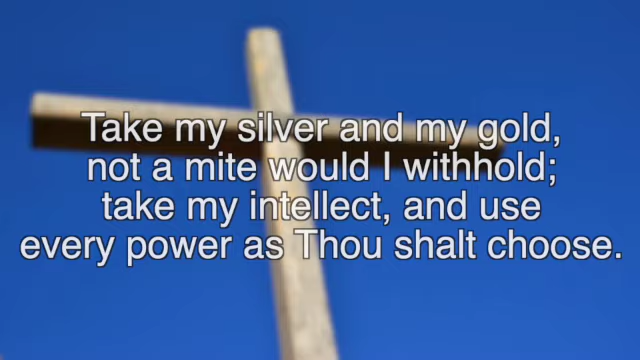 Take my silver and my gold,
not a mite would I withhold;
take my intellect, and use
every power as Thou shalt choose.